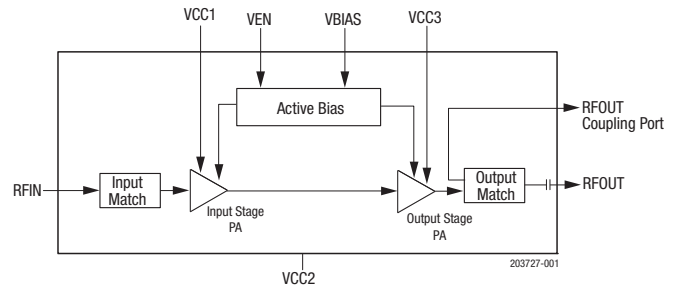 VCC1
VEN
VBIAS
VCC3
Active Bias
RFOUT
Coupling Port
RFIN
Input
Match
Input Stage
PA
Output Stage
PA
Output
Match
RFOUT
203727-001
VCC2